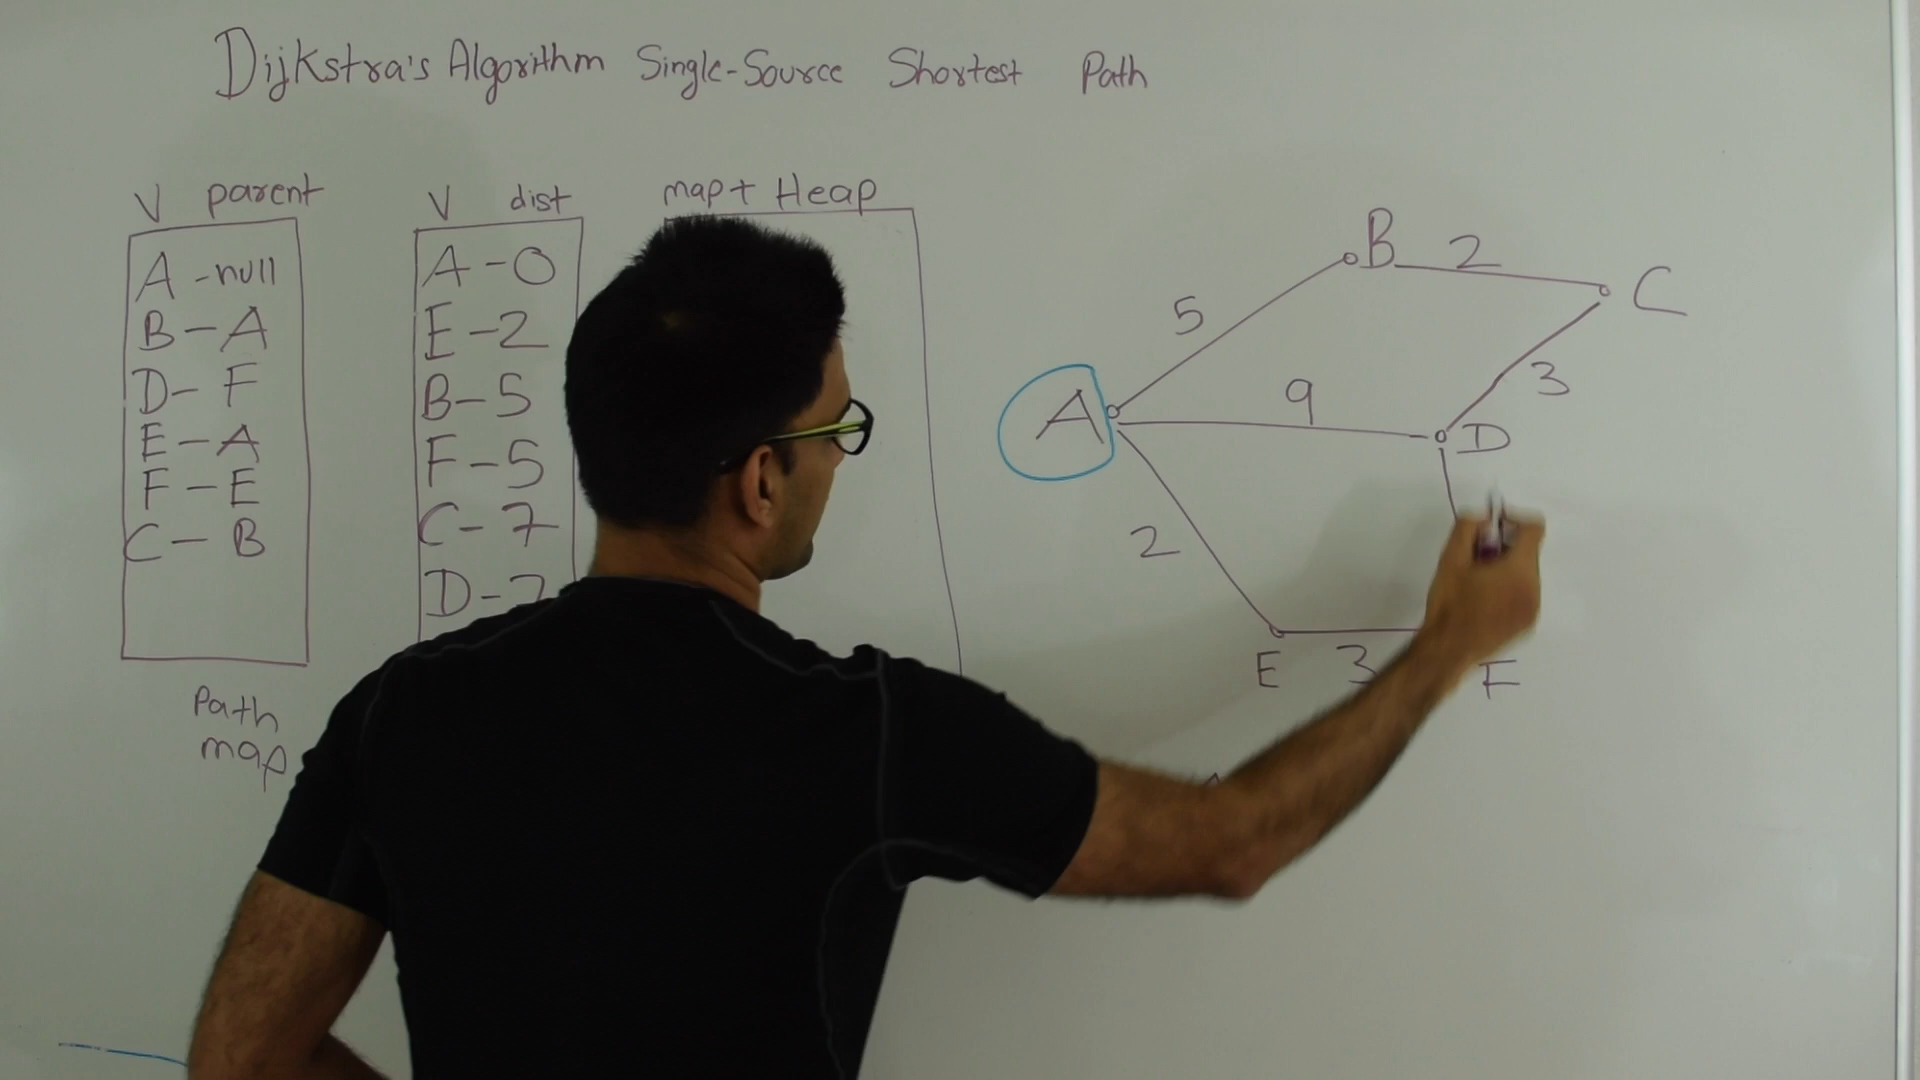 Dijkstra's Algorithm Single-Source Shortest Path
V parent
A - null
B - A
D - F
E - A
F - E
C - B
Path
map
V dist
A - 0
E - 2
B - 5
F - 5
C - 7
D - 7
map + Heap
B 2
C
5
3
9
A
D
2
E 3 F